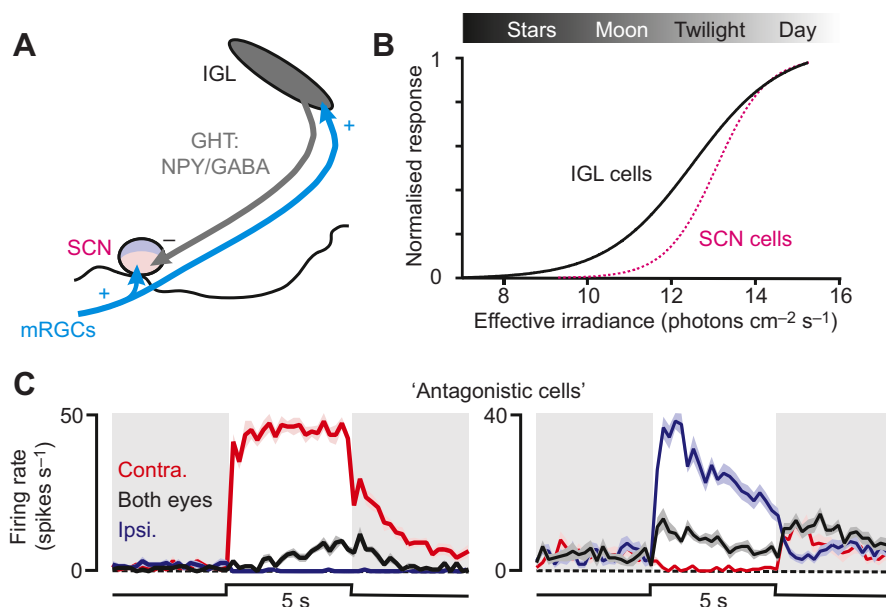 A
IGL
+
GHT:
NPY/GABA
SCN
–
+
mRGCs
B
Stars Moon Twilight Day
1
Normalised response
IGL cells
SCN cells
0
8 10 12 14 16
Effective irradiance (photons cm–2 s–1)
C
'Antagonistic cells'
50
Firing rate
(spikes s–1)
Contra.
Both eyes
Ipsi.
0
5 s
40
0
5 s